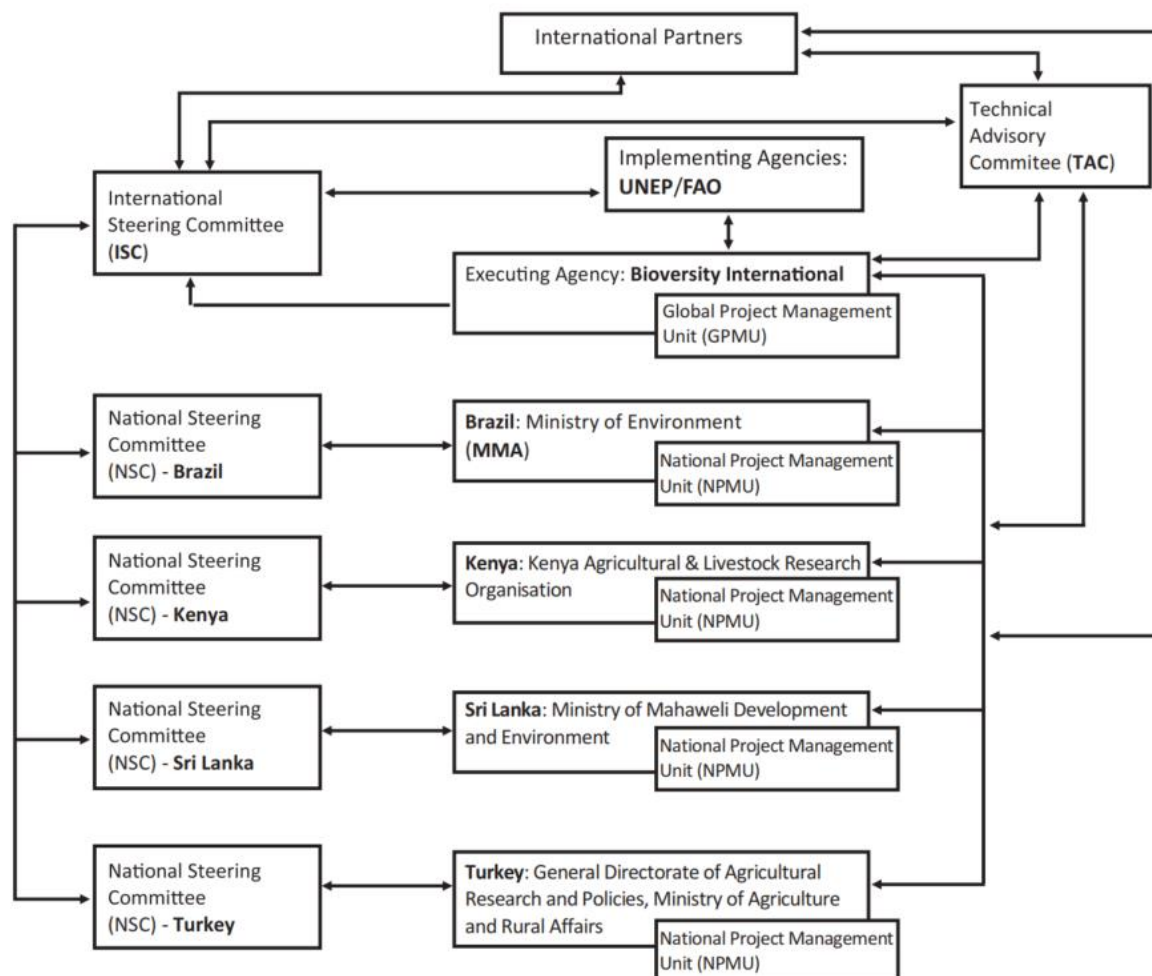 International Partners
Technical
Advisory
Commitee (TAC)
Implementing Agencies:
UNEP/FAO
International
Steering Committee
(ISC)
Executing Agency: Bioversity International
Global Project Management
Unit (GPMU)
National Steering
Committee
(NSC) - Brazil
Brazil: Ministry of Environment
(MMA)
National Project Management
Unit (NPMU)
National Steering
Committee
(NSC) - Kenya
Kenya: Kenya Agricultural & Livestock Research
Organisation
National Project Management
Unit (NPMU)
National Steering
Committee
(NSC) - Sri Lanka
Sri Lanka: Ministry of Mahaweli Development
and Environment
National Project Management
Unit (NPMU)
National Steering
Committee
(NSC) - Turkey
Turkey: General Directorate of Agricultural
Research and Policies, Ministry of Agriculture
and Rural Affairs
National Project Management
Unit (NPMU)